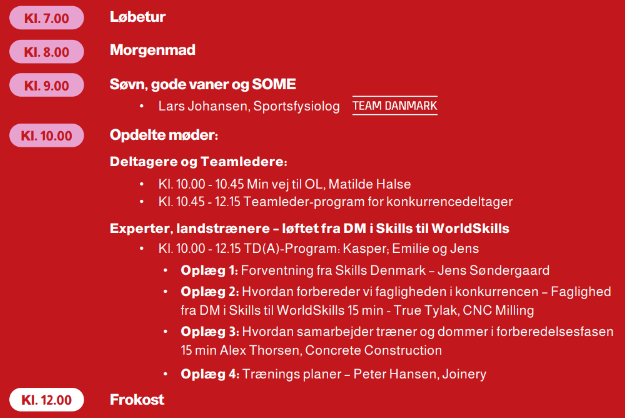 Kl. 7.00 Løbetur
Kl. 8.00 Morgenmad
Kl. 9.00 Søvn, gode vaner og SOME
• Lars Johansen, Sportsfysiolog TEAM DANMARK
Kl. 10.00 Opdelte møder:
Deltagere og Teamledere:
• Kl. 10.00 - 10.45 Min vej til OL, Matilde Halse
• Kl. 10.45 - 12.15 Teamleder-program for konkurrencedeltager
Experter, landstrænere – løftet fra DM i Skills til WorldSkills
• Kl. 10.00 - 12.15 TD(A)-Program: Kasper; Emilie og Jens
• Oplæg 1: Forventning fra Skills Denmark – Jens Søndergaard
• Oplæg 2: Hvordan forbereder vi fagligheden i konkurrencen – Faglighed
fra DM i Skills til WorldSkills 15 min - True Tylak, CNC Milling
• Oplæg 3: Hvordan samarbejder træner og dommer i forberedelsesfasen
15 min Alex Thorsen, Concrete Construction
• Oplæg 4: Trænings planer – Peter Hansen, Joinery
Kl. 12.00 Frokost